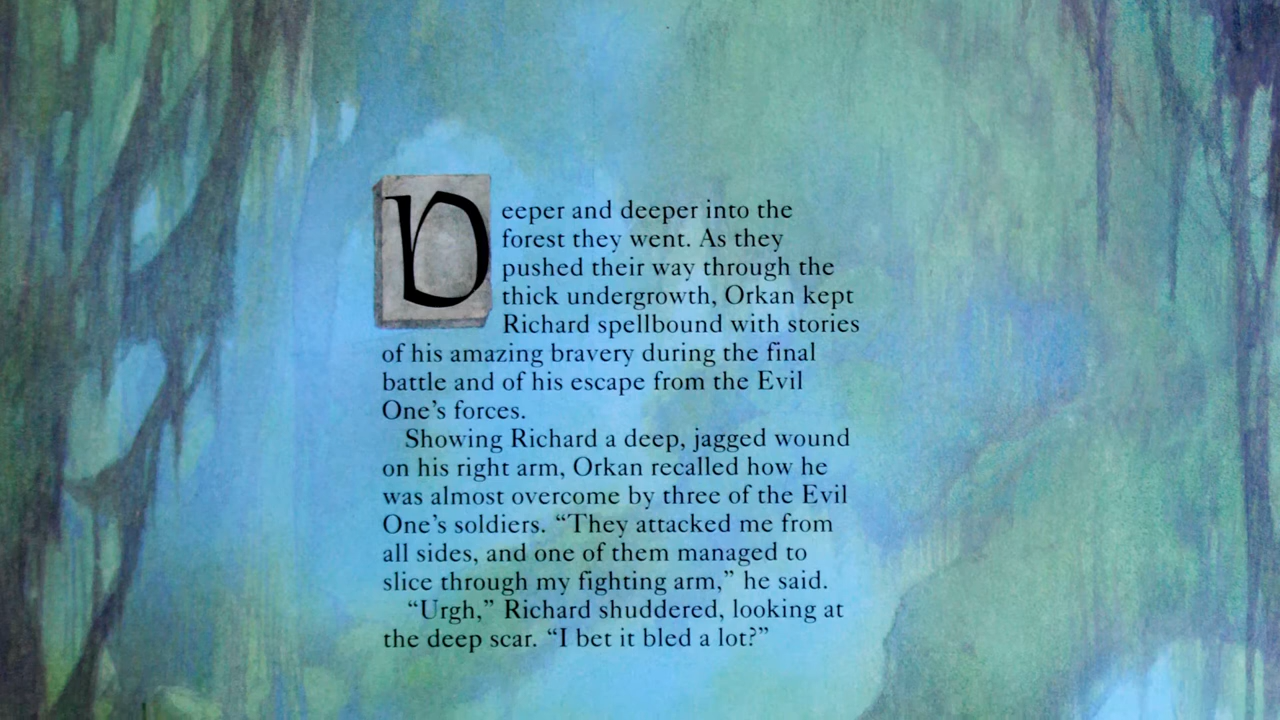 Deeper and deeper into the
forest they went. As they
pushed their way through the
thick undergrowth, Orkan kept
Richard spellbound with stories
of his amazing bravery during the final
battle and of his escape from the Evil
One’s forces.
Showing Richard a deep, jagged wound
on his right arm, Orkan recalled how he
was almost overcome by three of the Evil
One’s soldiers. “They attacked me from
all sides, and one of them managed to
slice through my fighting arm,” he said.
“Urgh,” Richard shuddered, looking at
the deep scar. “I bet it bled a lot?”